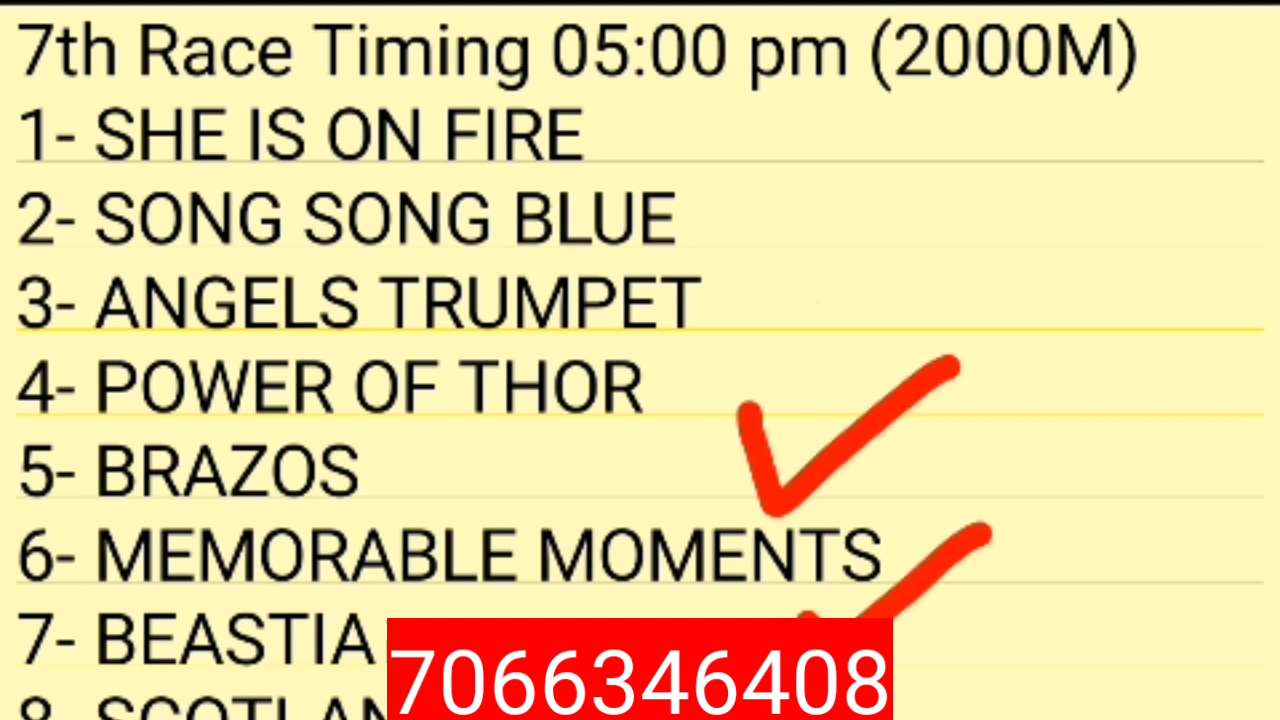 7th Race Timing 05:00 pm (2000M)
1- SHE IS ON FIRE
2- SONG SONG BLUE
3- ANGELS TRUMPET
4- POWER OF THOR
5- BRAZOS
6- MEMORABLE MOMENTS
7- BEASTIA
7066346408
8-